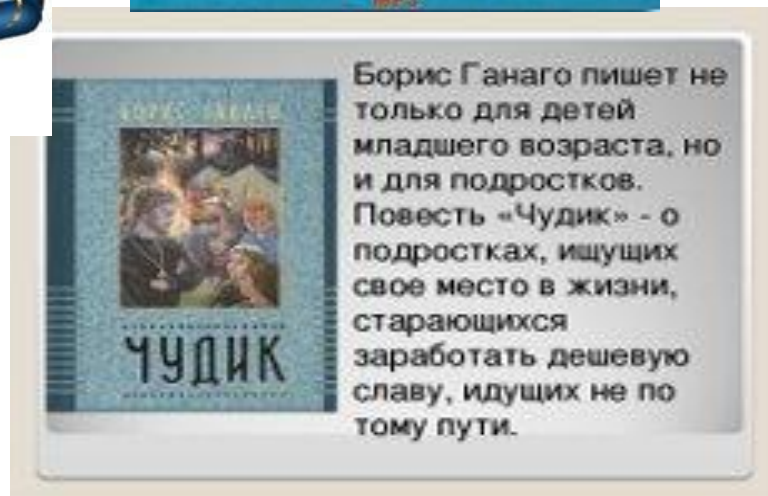 Борис Ганаго пишет не
только для детей
младшего возраста, но
и для подростков.
Повесть «Чудик» - о
подростках, ищущих
свое место в жизни,
старающихся
заработать дешевую
славу, идущих не по
тому пути.
БОРИС ГАНАГО
ЧУДИК